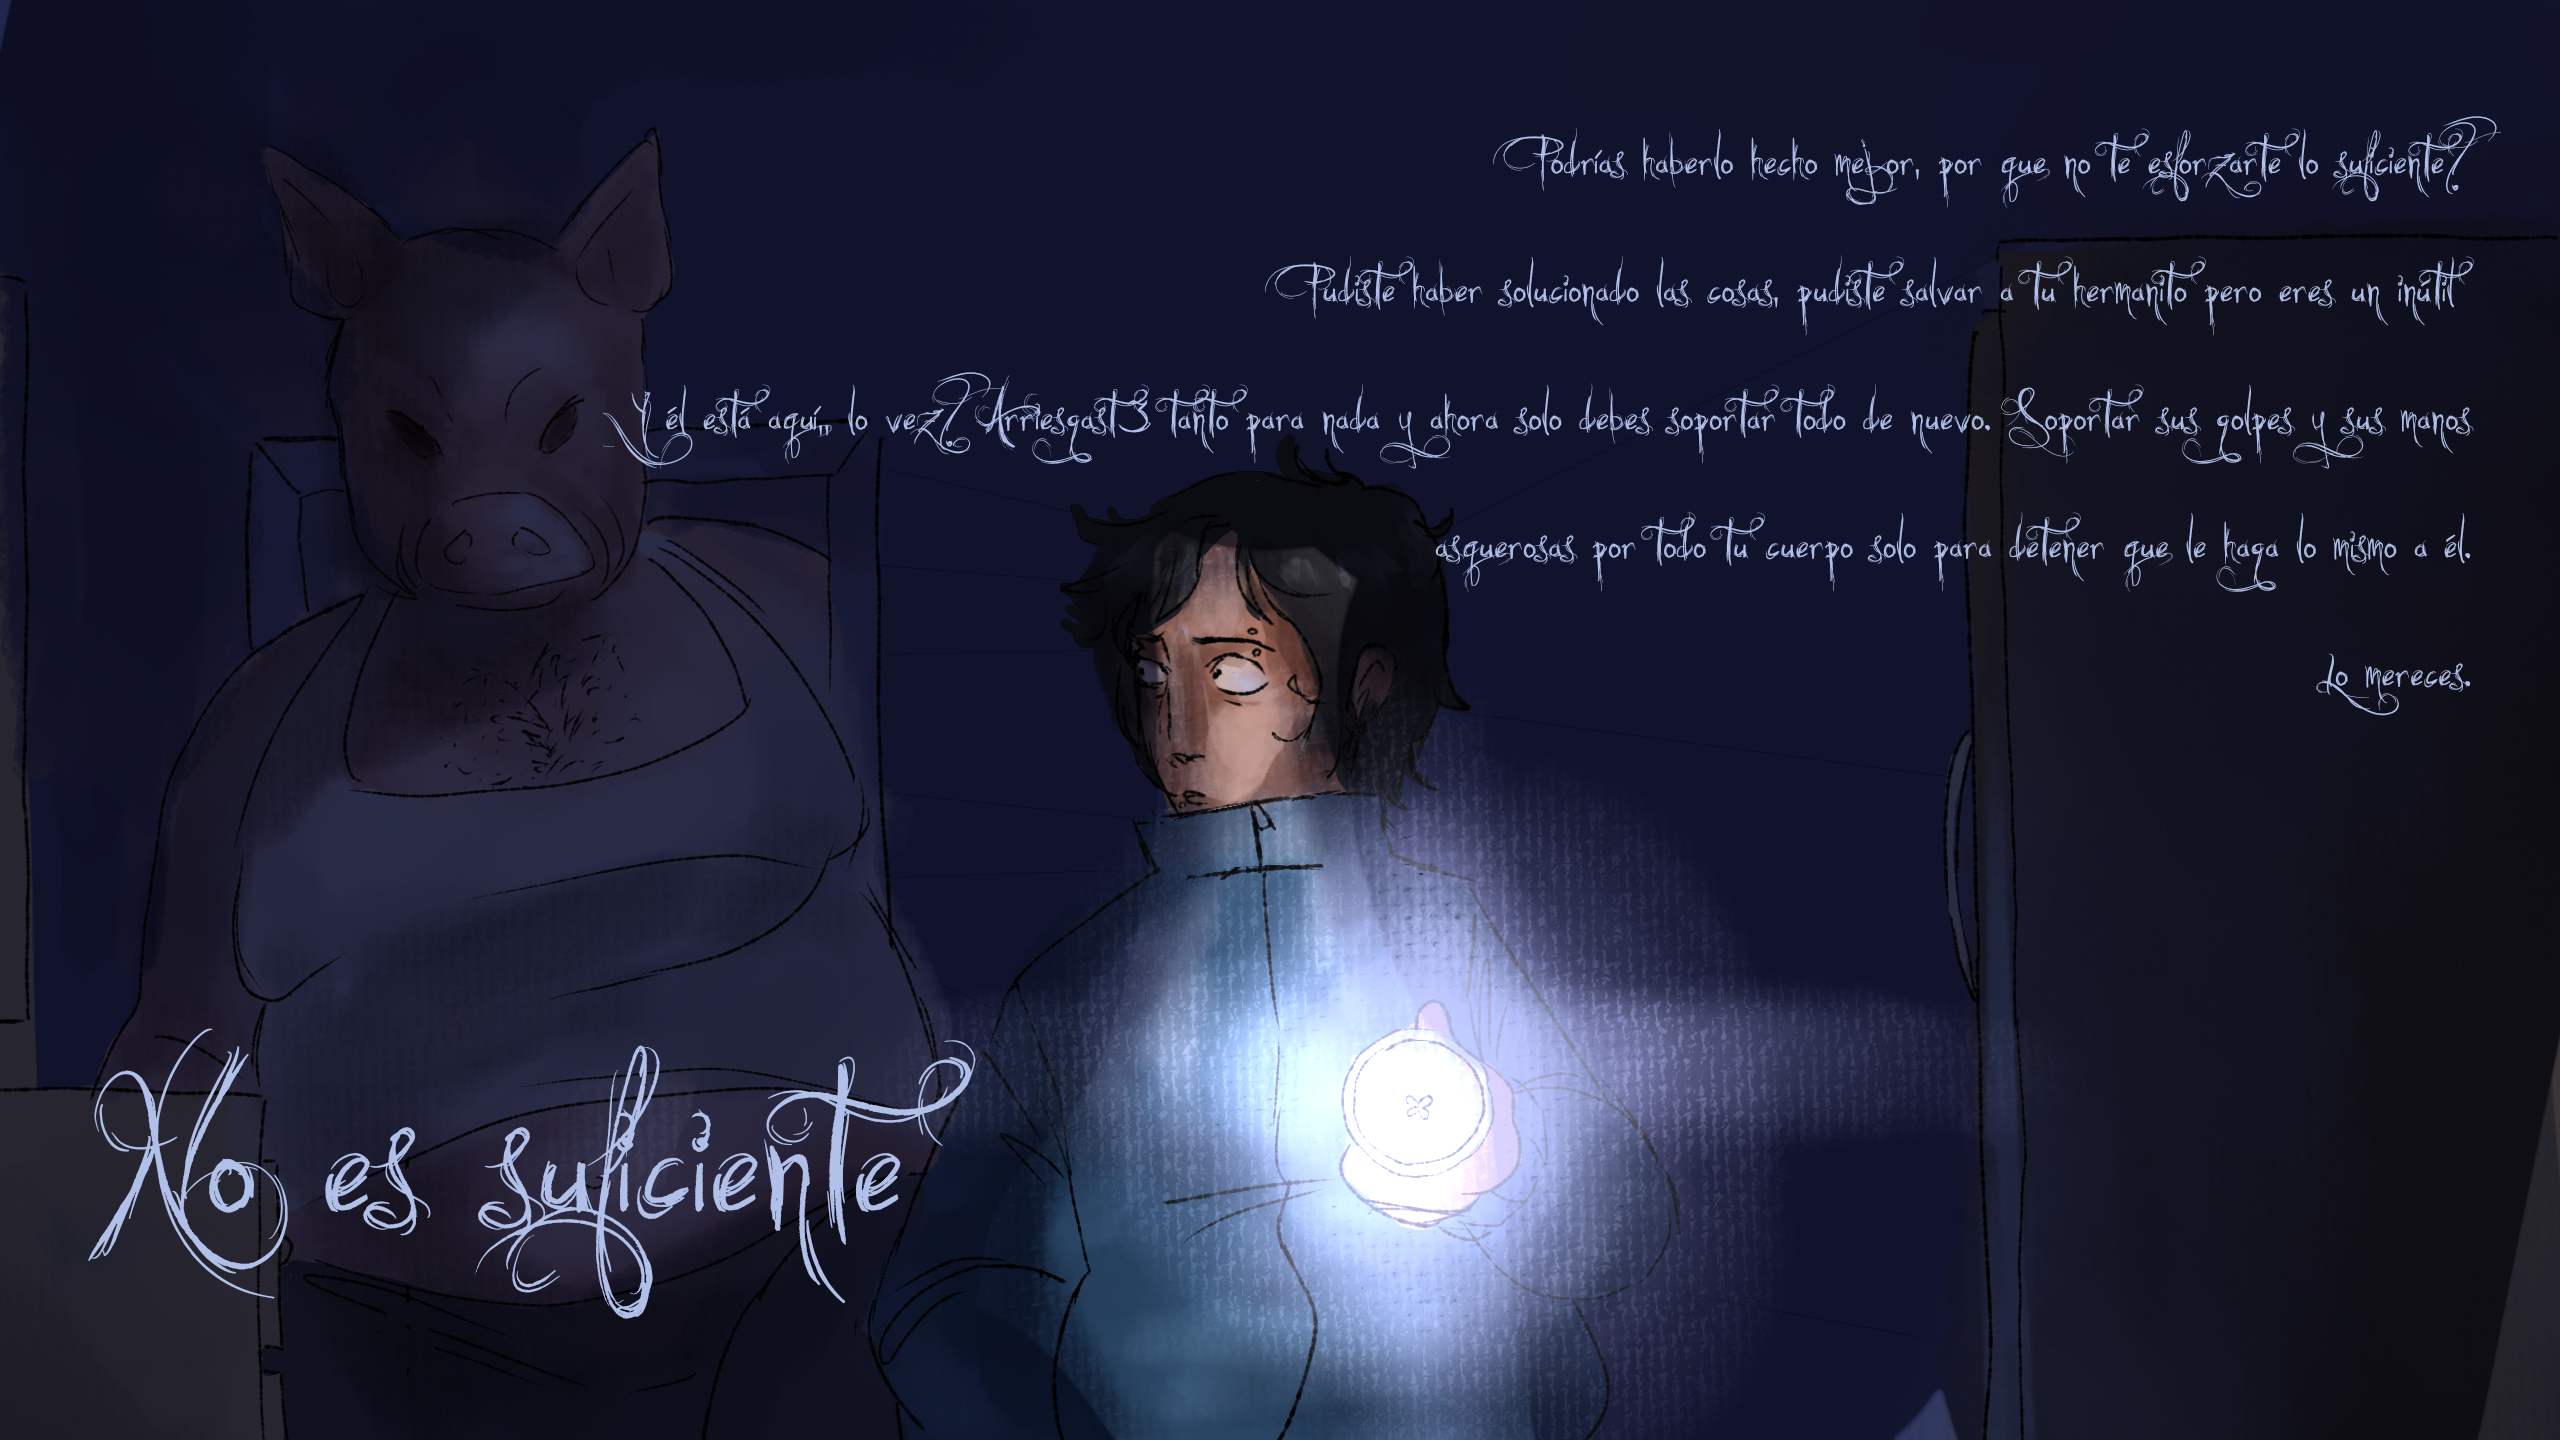 Podrías haberlo hecho mejor, por que no te esforzarte lo suficiente?
Pudiste haber solucionado las cosas, pudiste salvar a tu hermanito pero eres un inútil
Y él está aquí,, lo vez? Arriesgast3 tanto para nada y ahora solo debes soportar todo de nuevo. Soportar sus golpes y sus manos
asquerosas por todo tu cuerpo solo para detener que le haga lo mismo a él.
Lo mereces.
No es suficiente